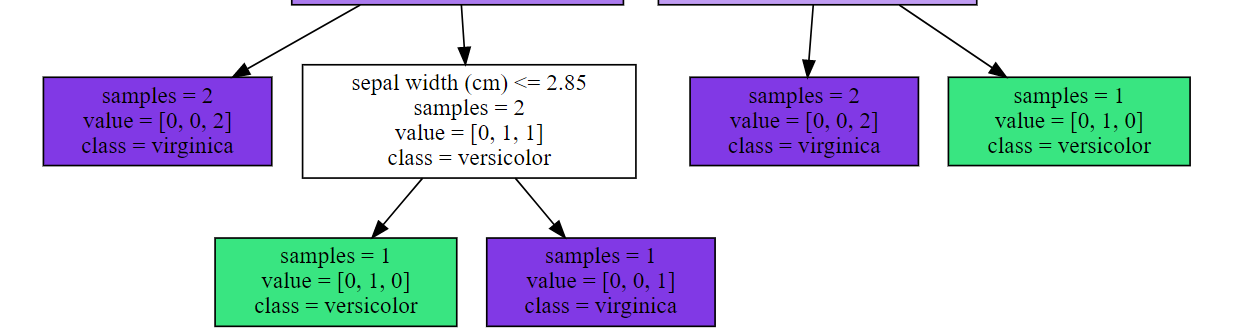 samples = 2
value = [0, 0, 2]
class = virginica
sepal width (cm) <= 2.85
samples = 2
value = [0, 1, 1]
class = versicolor
samples = 2
value = [0, 0, 2]
class = virginica
samples = 1
value = [0, 1, 0]
class = versicolor
samples = 1
value = [0, 1, 0]
class = versicolor
samples = 1
value = [0, 0, 1]
class = virginica